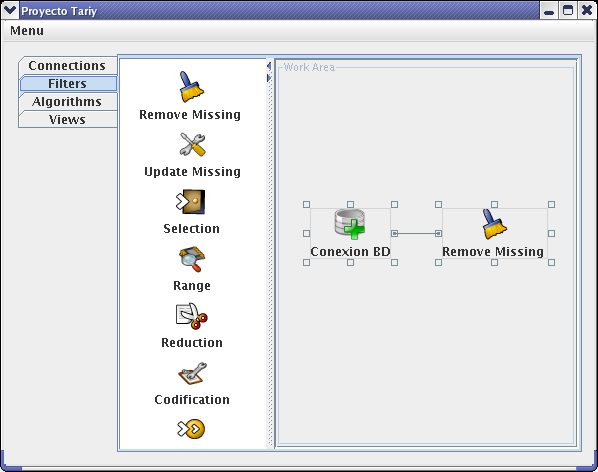 Proyecto Tariy
Menu
Connections
Filters
Algorithms
Views
Remove Missing
Update Missing
Selection
Range
Reduction
Codification
Work Area
Conexion BD
Remove Missing